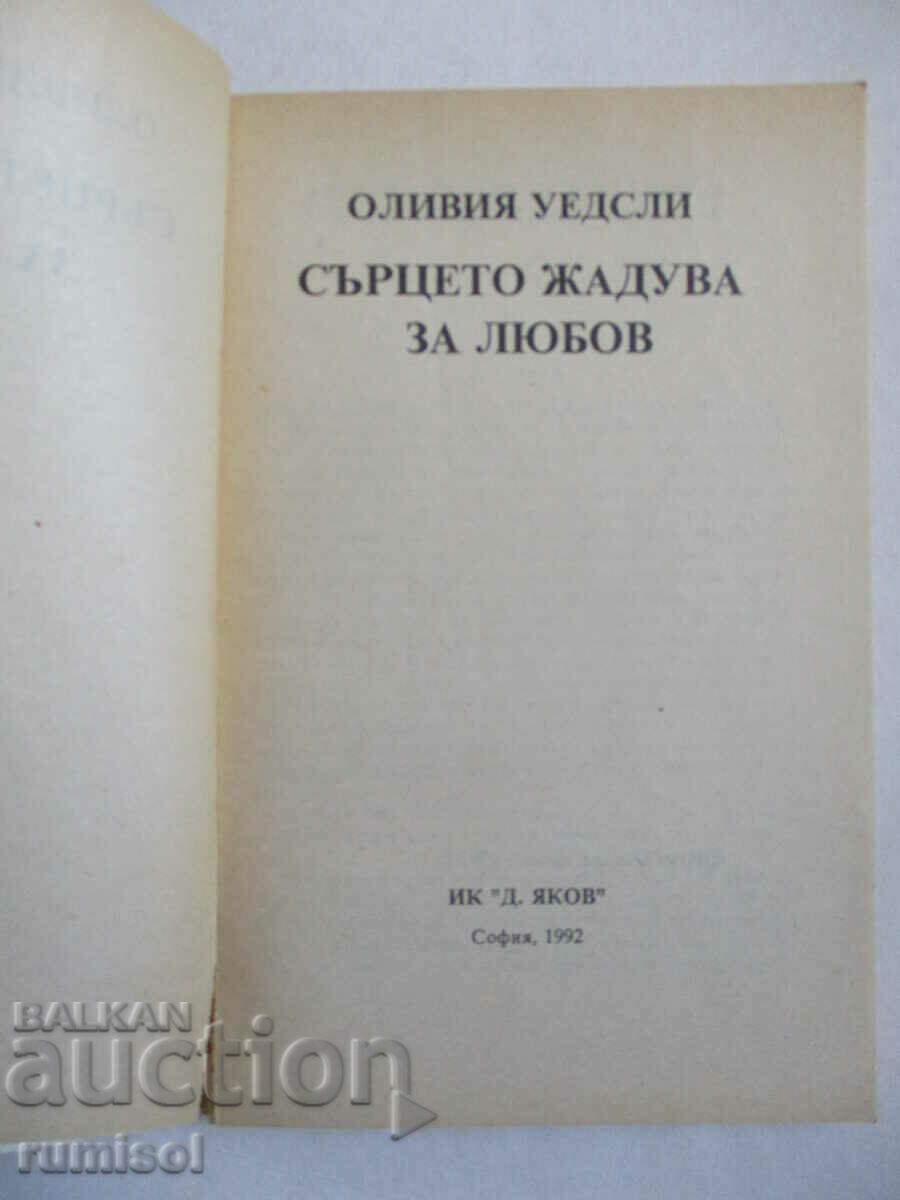 ОЛИВИЯ УЕДСЛИ
СЪРЦЕТО ЖАДУВА
ЗА ЛЮБОВ
ИК "Д. ЯКОВ"
София, 1992
BALKAN
auction
rumisol